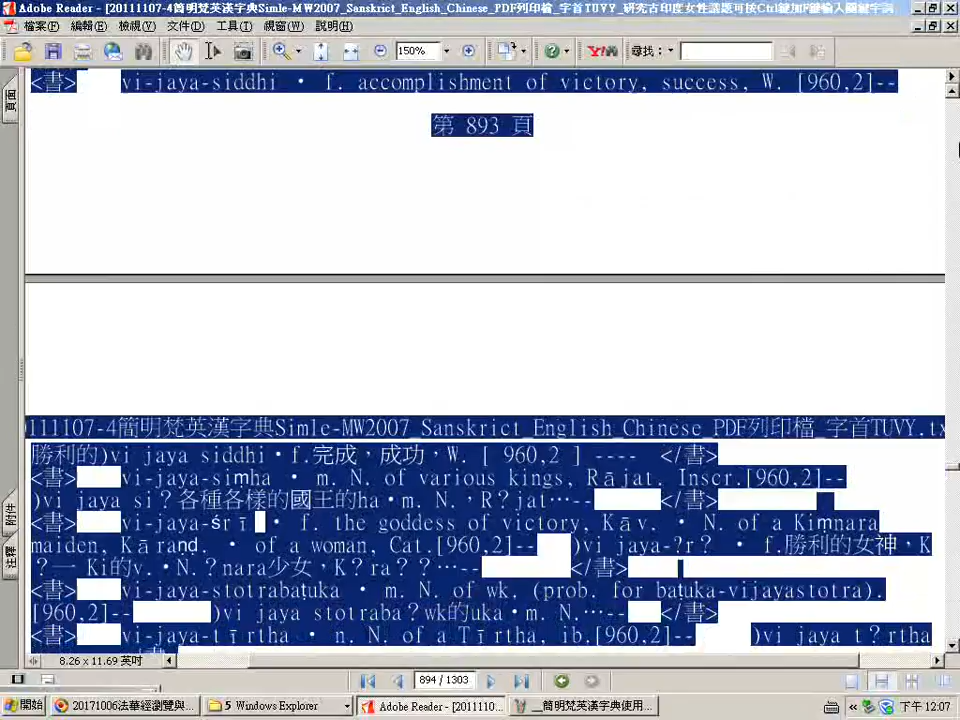 Adobe Reader - [20111107-4簡明梵英漢字典Simle-MW2007_Sanskrict_English_Chinese_PDF列印檔_字首TUVY_研究古印度女性議題可按Ctrl鍵加F鍵輸入關鍵字詞
檔案(F) 編輯(E) 檢視(V) 文件(D) 工具(T) 視窗(W) 說明(H)
150% 尋找:
頁面
<書> vi-jaya-siddhi • f. accomplishment of victory, success, W. [960,2]--
第 893 頁
111107-4簡明梵英漢字典Simle-MW2007_Sanskrict_English_Chinese_PDF列印檔_字首TUVY.tx
勝利的)vi jaya siddhi•f.完成，成功，W. [ 960,2 ] ---- </書>
<書> vi-jaya-siṃha • m. N. of various kings, Rājat. Inscr.[960,2]--
)vi jaya si？各種各樣的國王的ha•m. N.，R？jat…-- </書>
<書> vi-jaya-śrī • f. the goddess of victory, Kāv. • N. of a Kiṃnara
maiden, Kāraṇḍ. • of a woman, Cat.[960,2]-- )vi jaya-?r？ • f.勝利的女神，K
？一 Ki的v.•N.？nara少女，K？ra？？…-- </書>
<書> vi-jaya-stotrabaṭuka • m. N. of wk, (prob. for baṭuka-vijayastotra).
[960,2]-- )vi jaya stotraba？wk的uka•m. N.…-- </書>
<書> vi-jaya-tīrtha • n. N. of a Tīrtha, ib.[960,2]-- )vi jaya t？rtha
附件
注釋
8.26 x 11.69 英吋
894 / 1303
開始 20171006法華經瀏覽與... 5 Windows Explorer Adobe Reader - [2011110... __簡明梵英漢字典使用... 下午 12:07